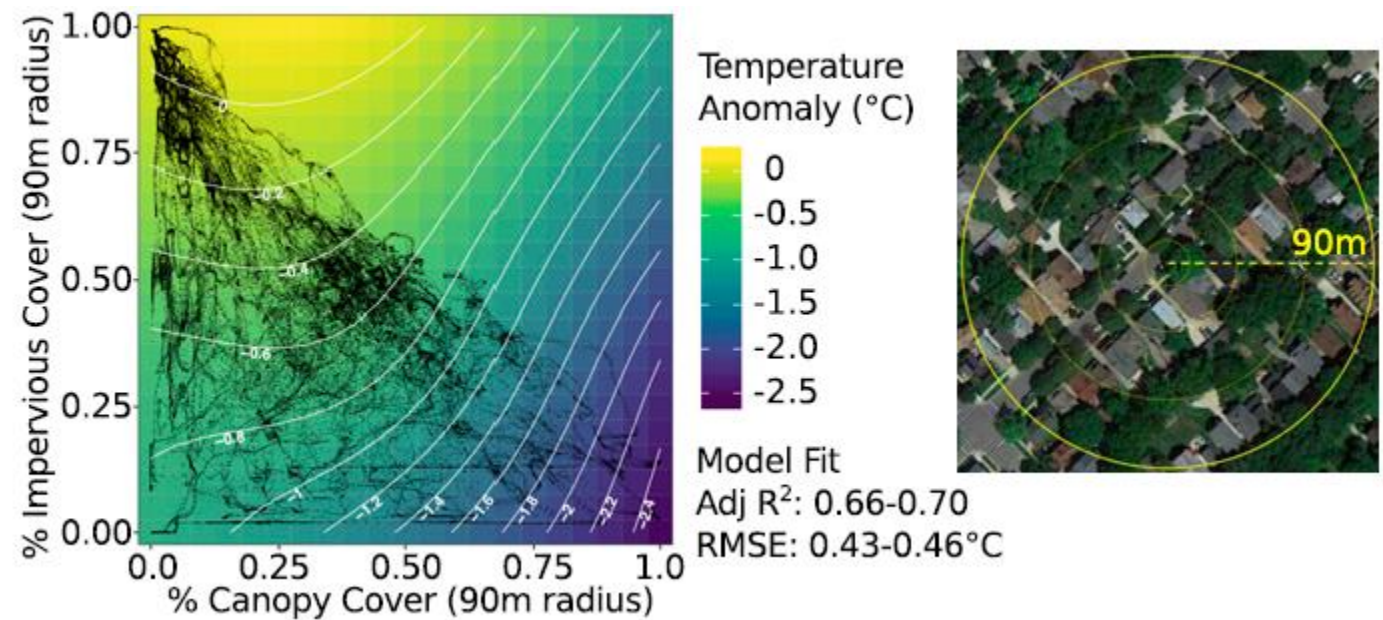 % Impervious Cover (90m radius)
1.00
0.75
0.50
0.25
0.00
0
-0.2
-0.4
-0.6
-0.8
-1
-1.2
-1.4
-1.6
-1.8
-2
-2.2
-2.4
0.0 0.25 0.50 0.75 1.0
% Canopy Cover (90m radius)
Temperature
Anomaly (°C)
0
-0.5
-1.0
-1.5
-2.0
-2.5
Model Fit
Adj R²: 0.66-0.70
RMSE: 0.43-0.46°C
90m